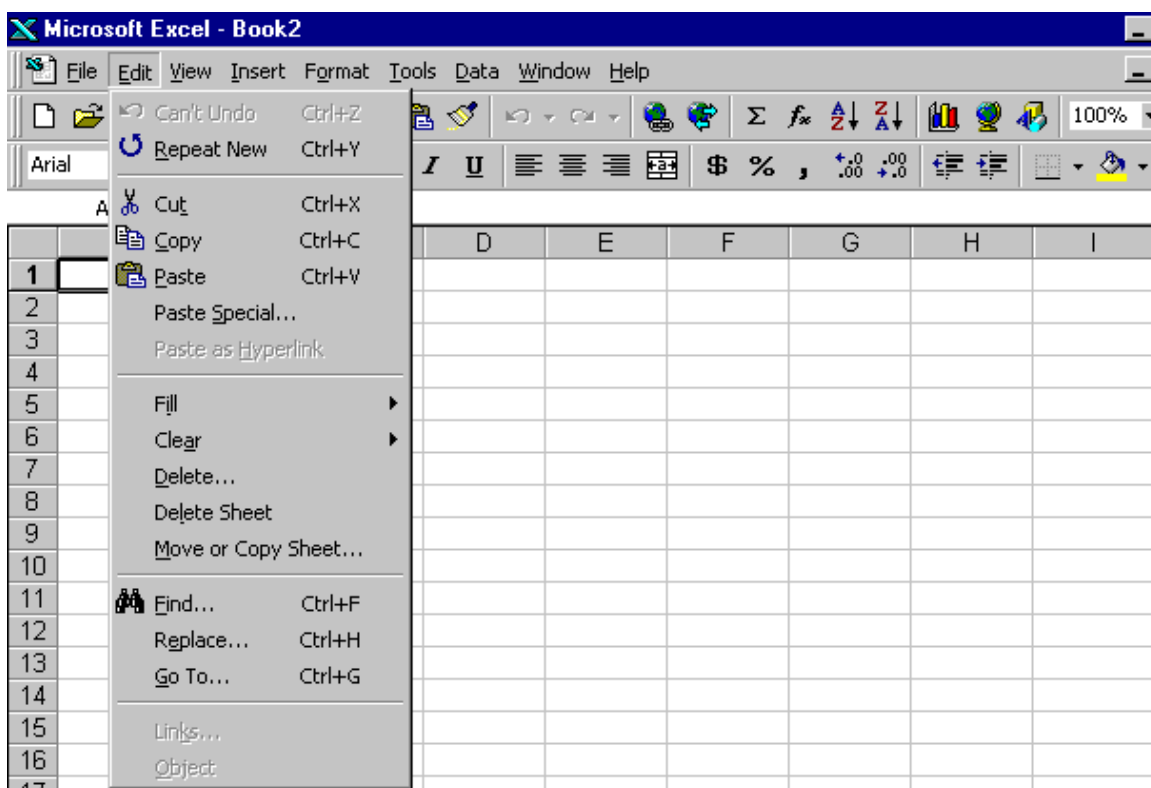 Microsoft Excel - Book2
File Edit View Insert Format Tools Data Window Help
100%
Arial I U $ % ,
A
Can't Undo Ctrl+Z
Repeat New Ctrl+Y
Cut Ctrl+X
Copy Ctrl+C
Paste Ctrl+V
Paste Special...
Paste as Hyperlink
Fill
Clear
Delete...
Delete Sheet
Move or Copy Sheet...
Find... Ctrl+F
Replace... Ctrl+H
Go To... Ctrl+G
Links...
Object
D E F G H I
1
2
3
4
5
6
7
8
9
10
11
12
13
14
15
16
17